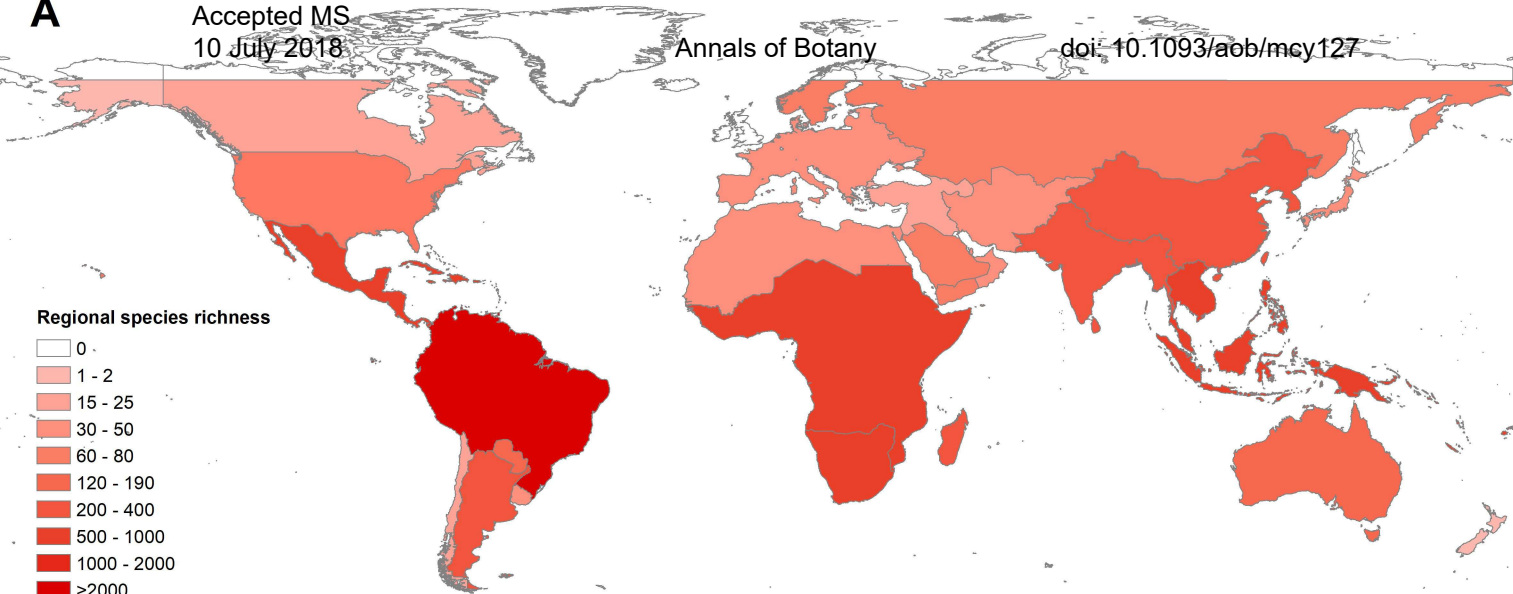 A
Accepted MS
10 July 2018
Annals of Botany
doi: 10.1093/aob/mcy127
Regional species richness
0
1 - 2
15 - 25
30 - 50
60 - 80
120 - 190
200 - 400
500 - 1000
1000 - 2000
>2000